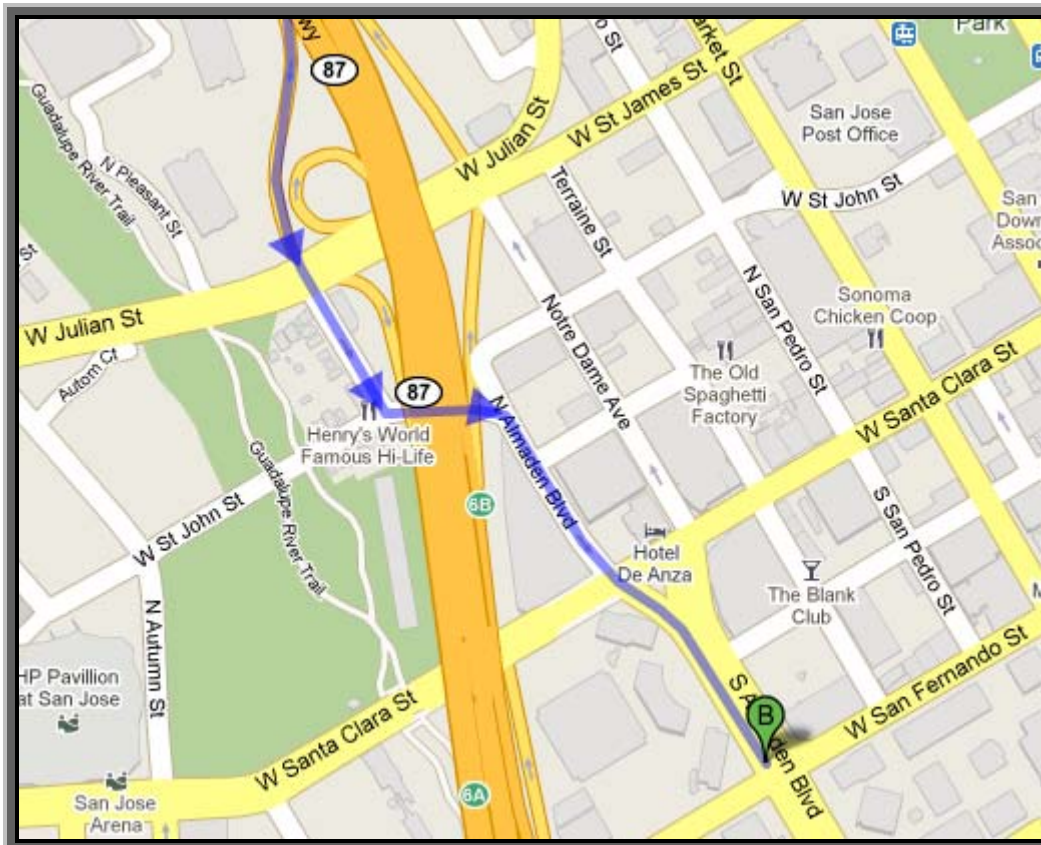 Park
87
W Julian St
W St James St
San Jose
Post Office
Guadalupe River Trail
N Pleasant St
W St John St
Terraine St
San
Down
Assoc
N San Pedro St
Sonoma
Chicken Coop
W Julian St
Autom Ct
Notre Dame Ave
The Old
Spaghetti
Factory
W Santa Clara St
87
Henry's World
Famous Hi-Life
N Almaden Blvd
6B
Guadalupe River Trail
W St John St
Hotel
De Anza
S San Pedro St
The Blank
Club
N Autumn St
HP Pavillion
at San Jose
W Santa Clara St
W San Fernando St
B
S Almaden Blvd
San Jose
Arena
6A
St